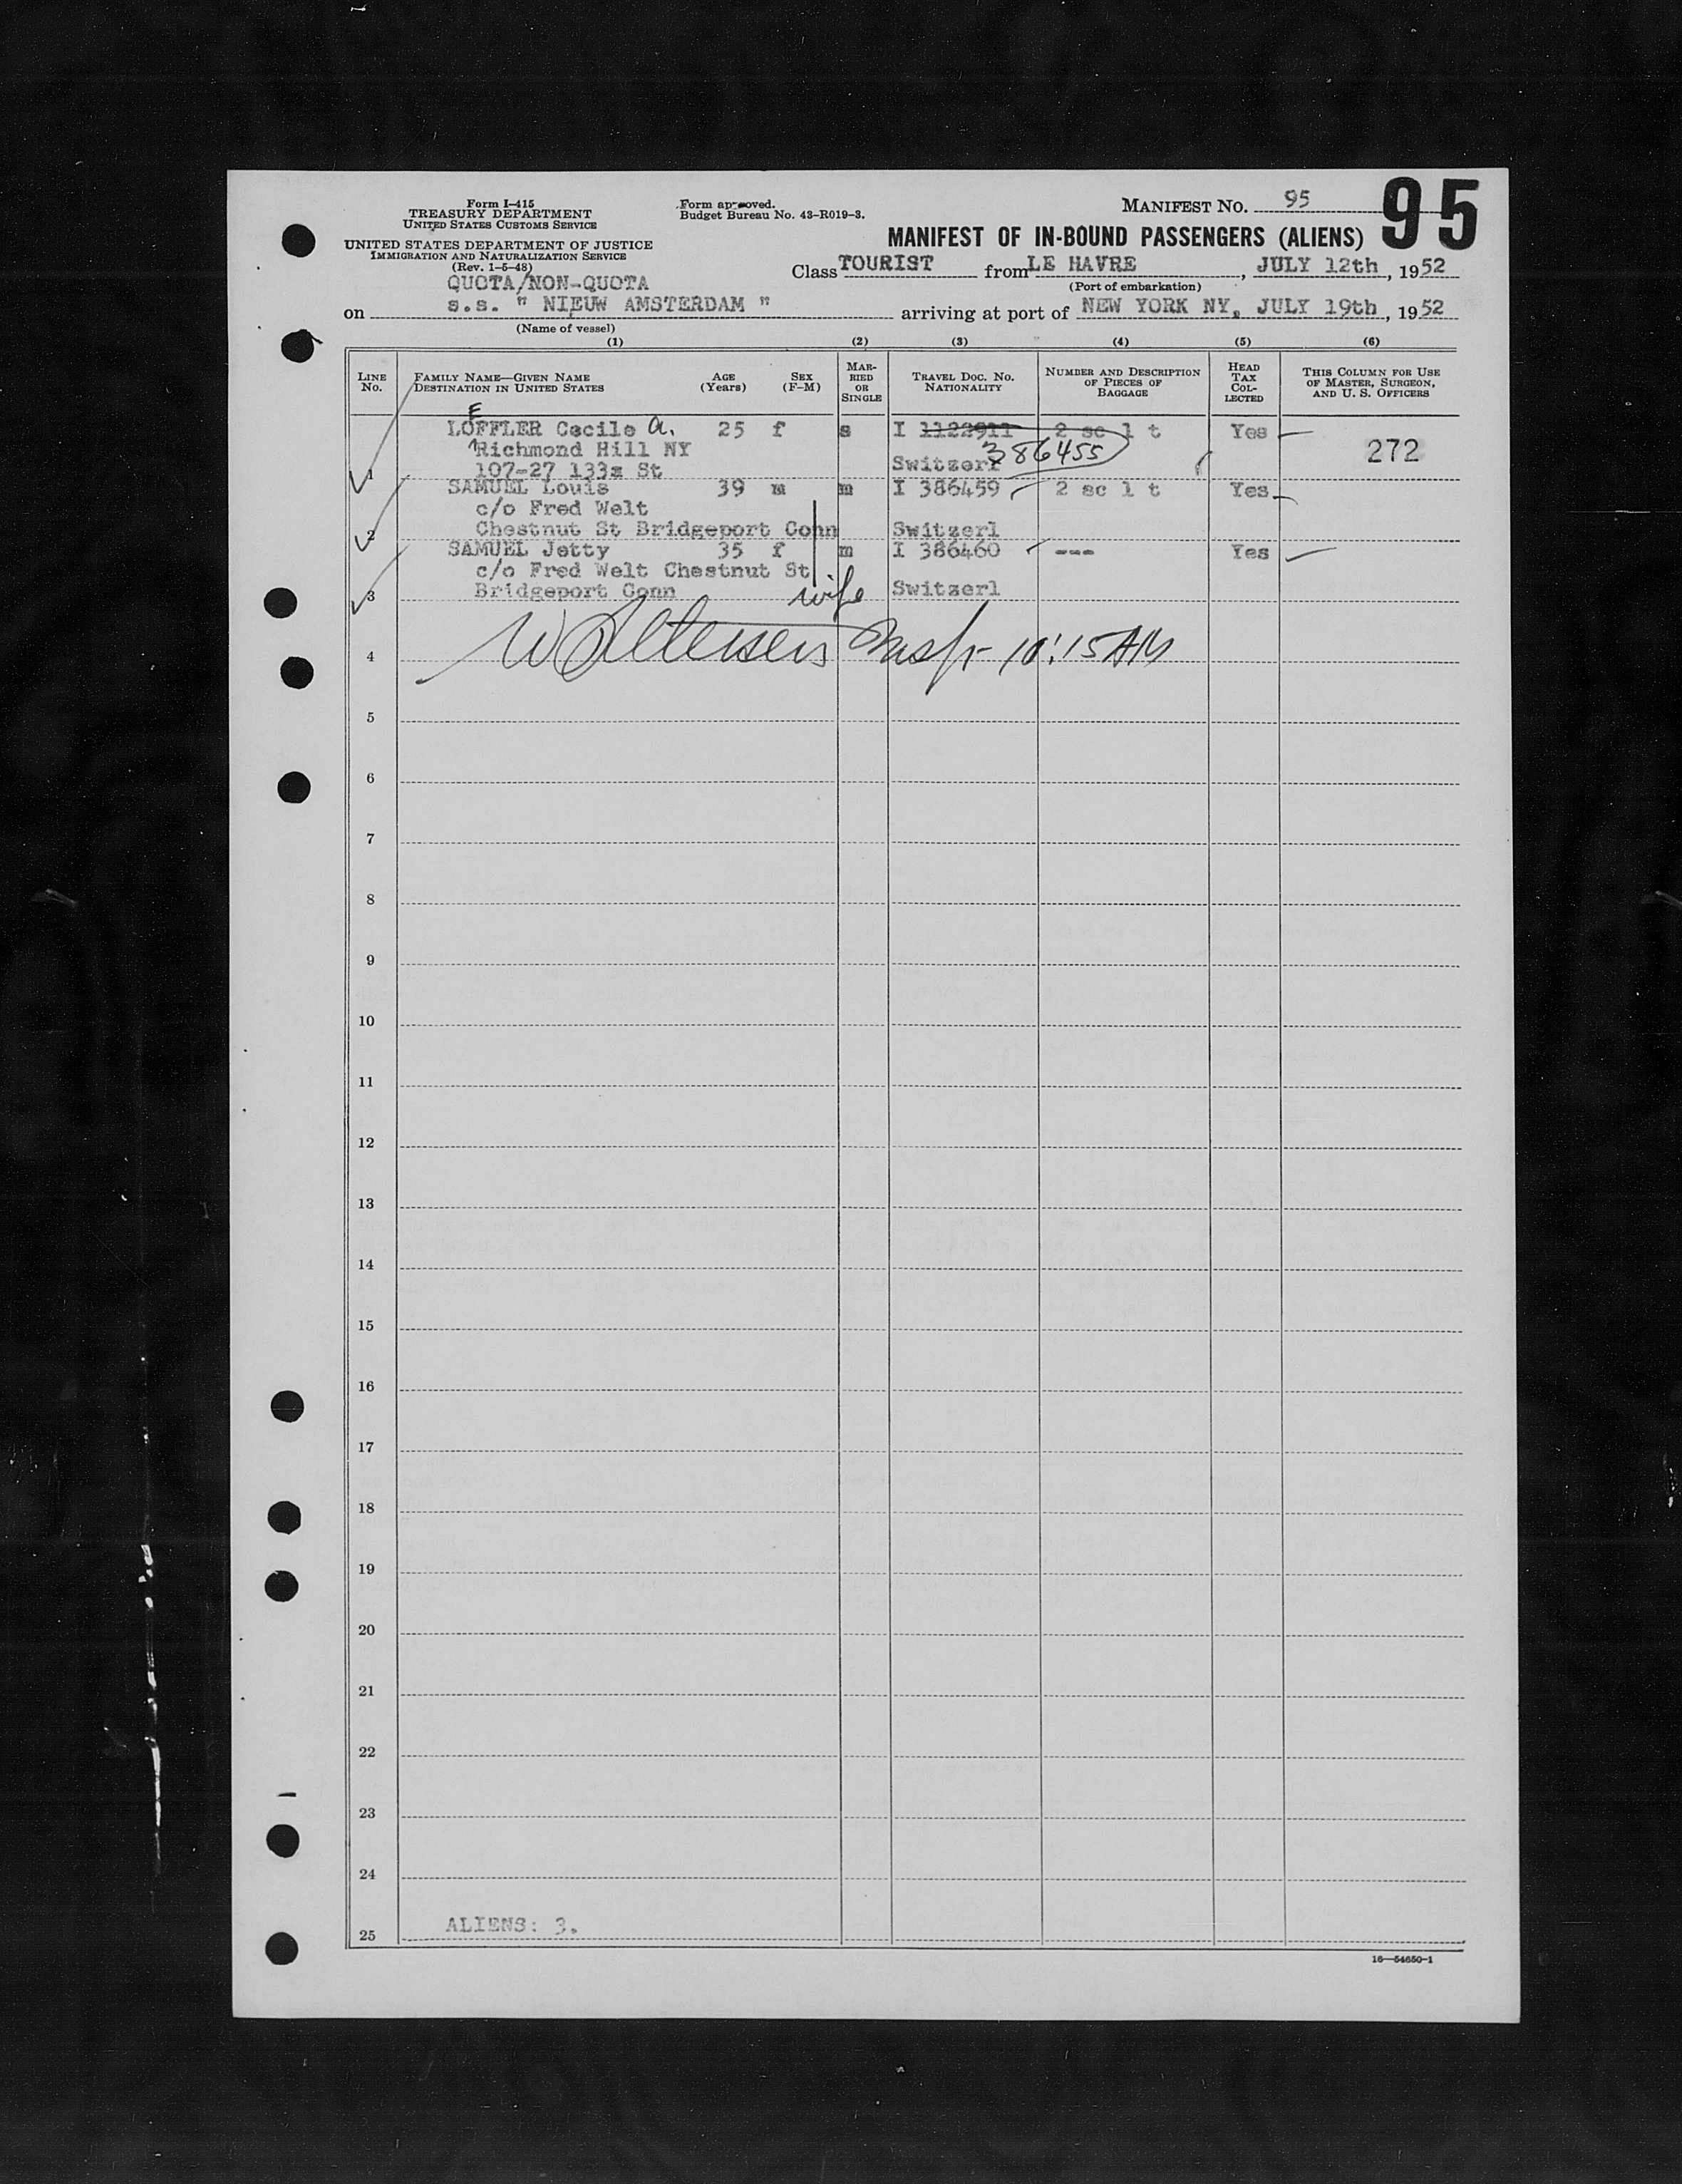 Form I-415
TREASURY DEPARTMENT
UNITED STATES CUSTOMS SERVICE
UNITED STATES DEPARTMENT OF JUSTICE
IMMIGRATION AND NATURALIZATION SERVICE
(Rev. 1-5-48)
Form approved.
Budget Bureau No. 43-R019-3.
MANIFEST NO. 95
95
MANIFEST OF IN-BOUND PASSENGERS (ALIENS)
QUOTA/NON-QUOTA
Class TOURIST from LE HAVRE, JULY 12th, 1952
(Port of embarkation)
on s.s. " NIEUW AMSTERDAM " arriving at port of NEW YORK NY, JULY 19th, 1952
(Name of vessel)
(1) (2) (3) (4) (5) (6)
LINE No.
FAMILY NAME—GIVEN NAME
DESTINATION IN UNITED STATES
AGE (Years)
SEX (F-M)
MARRIED OR SINGLE
TRAVEL DOC. NO. NATIONALITY
NUMBER AND DESCRIPTION OF PIECES OF BAGGAGE
HEAD TAX COLLECTED
THIS COLUMN FOR USE OF MASTER, SURGEON, AND U. S. OFFICERS
E
LOFFLER Cecile A. 25 f s I 1122911 2 sc 1 t Yes 272
Richmond Hill NY Switzerl 386455
1 107-27 133z St
SAMUEL Louis 39 m m I 386459 2 sc 1 t Yes
c/o Fred Welt
2 Chestnut St Bridgeport Conn Switzerl
SAMUEL Jetty 35 f m I 386460 --- Yes
c/o Fred Welt Chestnut St
3 Bridgeport Conn wife Switzerl
4 Insp 10:15 AM
5
6
7
8
9
10
11
12
13
14
15
16
17
18
19
20
21
22
23
24
25 ALIENS: 3.
16—54650-1